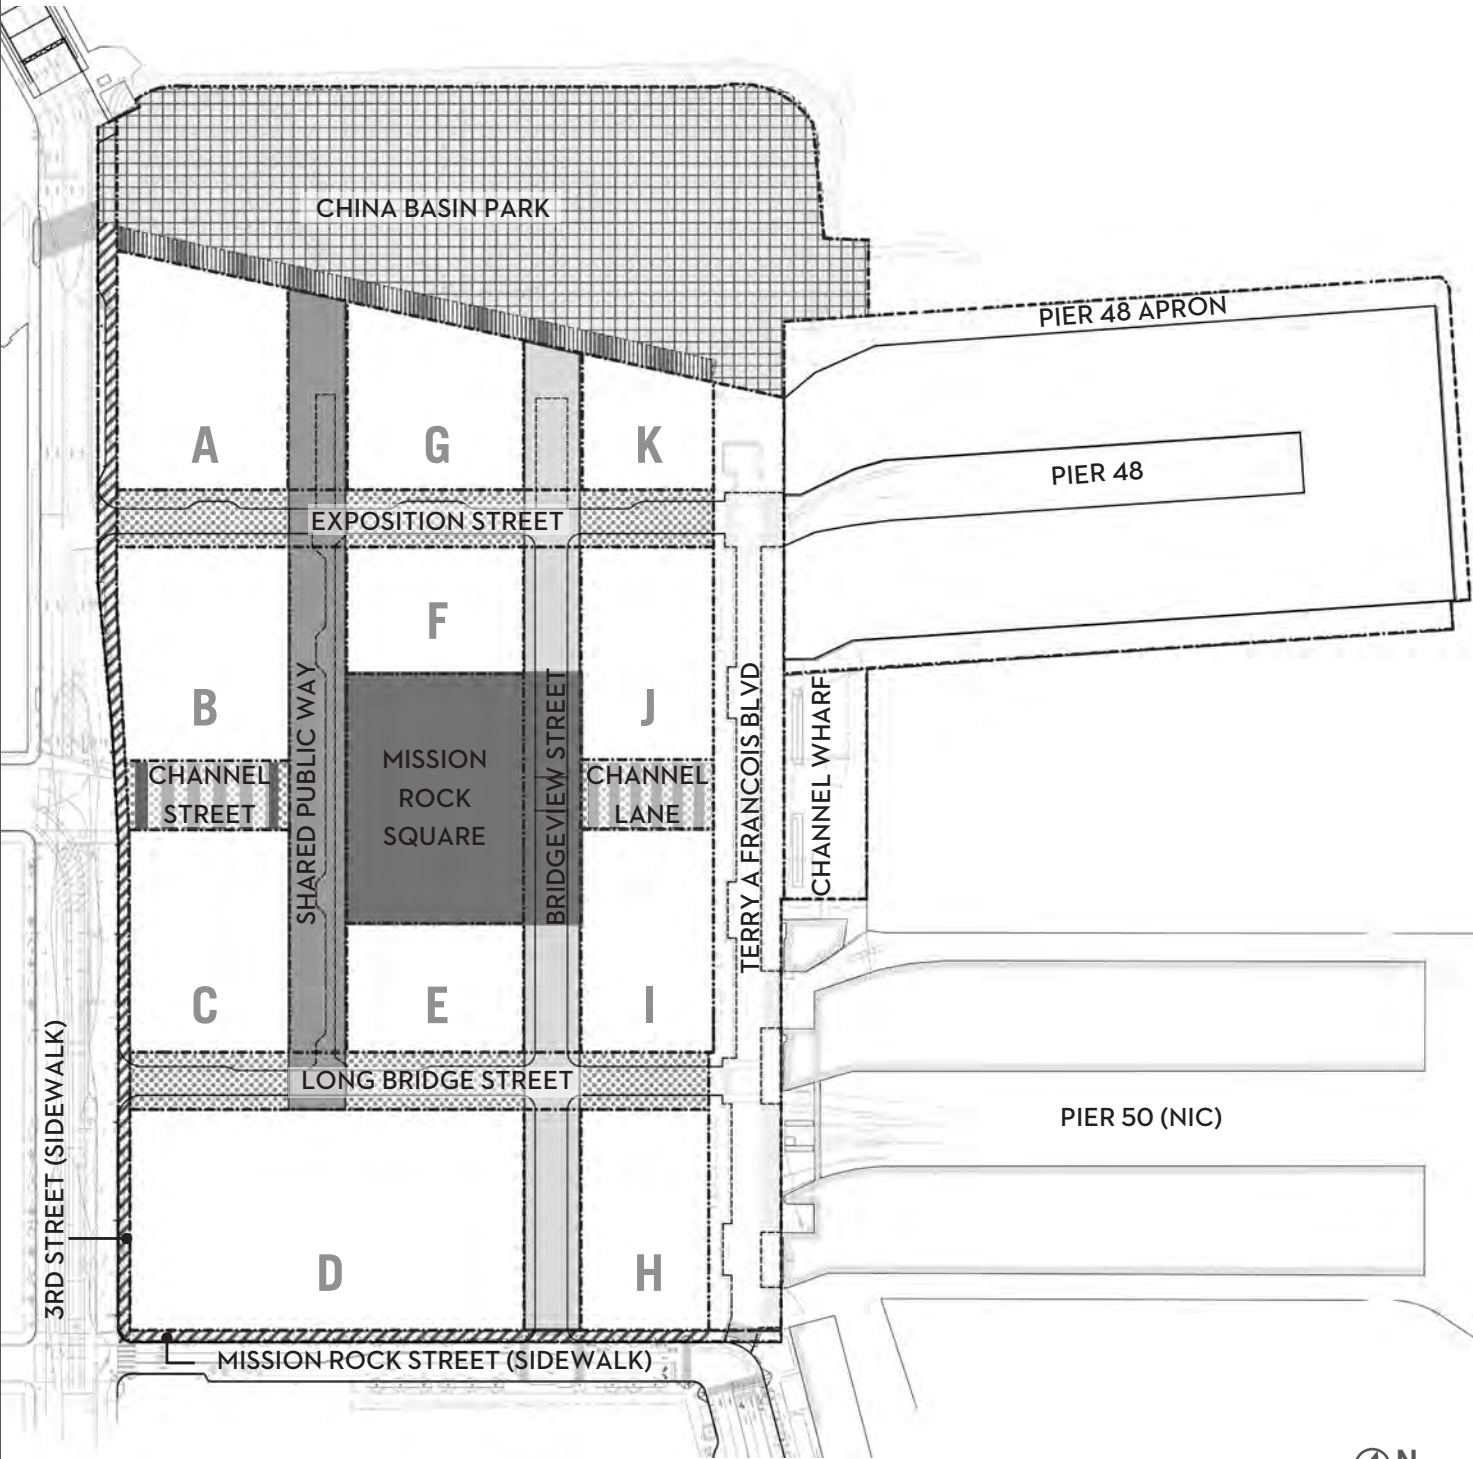 CHINA BASIN PARK
PIER 48 APRON
A
G
K
PIER 48
EXPOSITION STREET
F
B
J
SHARED PUBLIC WAY
BRIDGEVIEW STREET
TERRY A FRANCOIS BLVD
CHANNEL WHARF
MISSION
ROCK
SQUARE
CHANNEL
STREET
CHANNEL
LANE
C
E
I
3RD STREET (SIDEWALK)
LONG BRIDGE STREET
PIER 50 (NIC)
D
H
MISSION ROCK STREET (SIDEWALK)
N